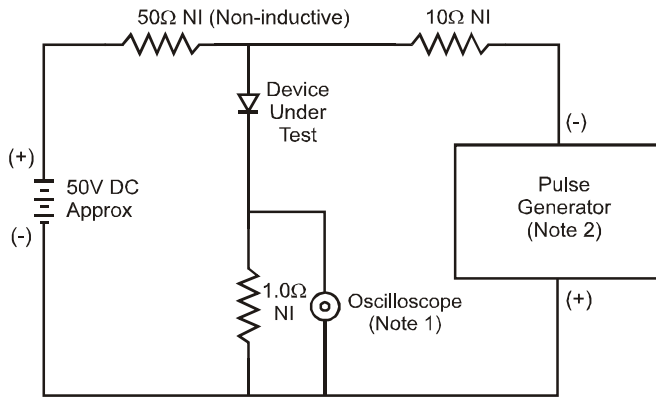 50Ω NI (Non-inductive)
10Ω NI
Device
Under
Test
(-)
(+)
50V DC
Approx
(-)
Pulse
Generator
(Note 2)
1.0Ω
NI
Oscilloscope
(Note 1)
(+)